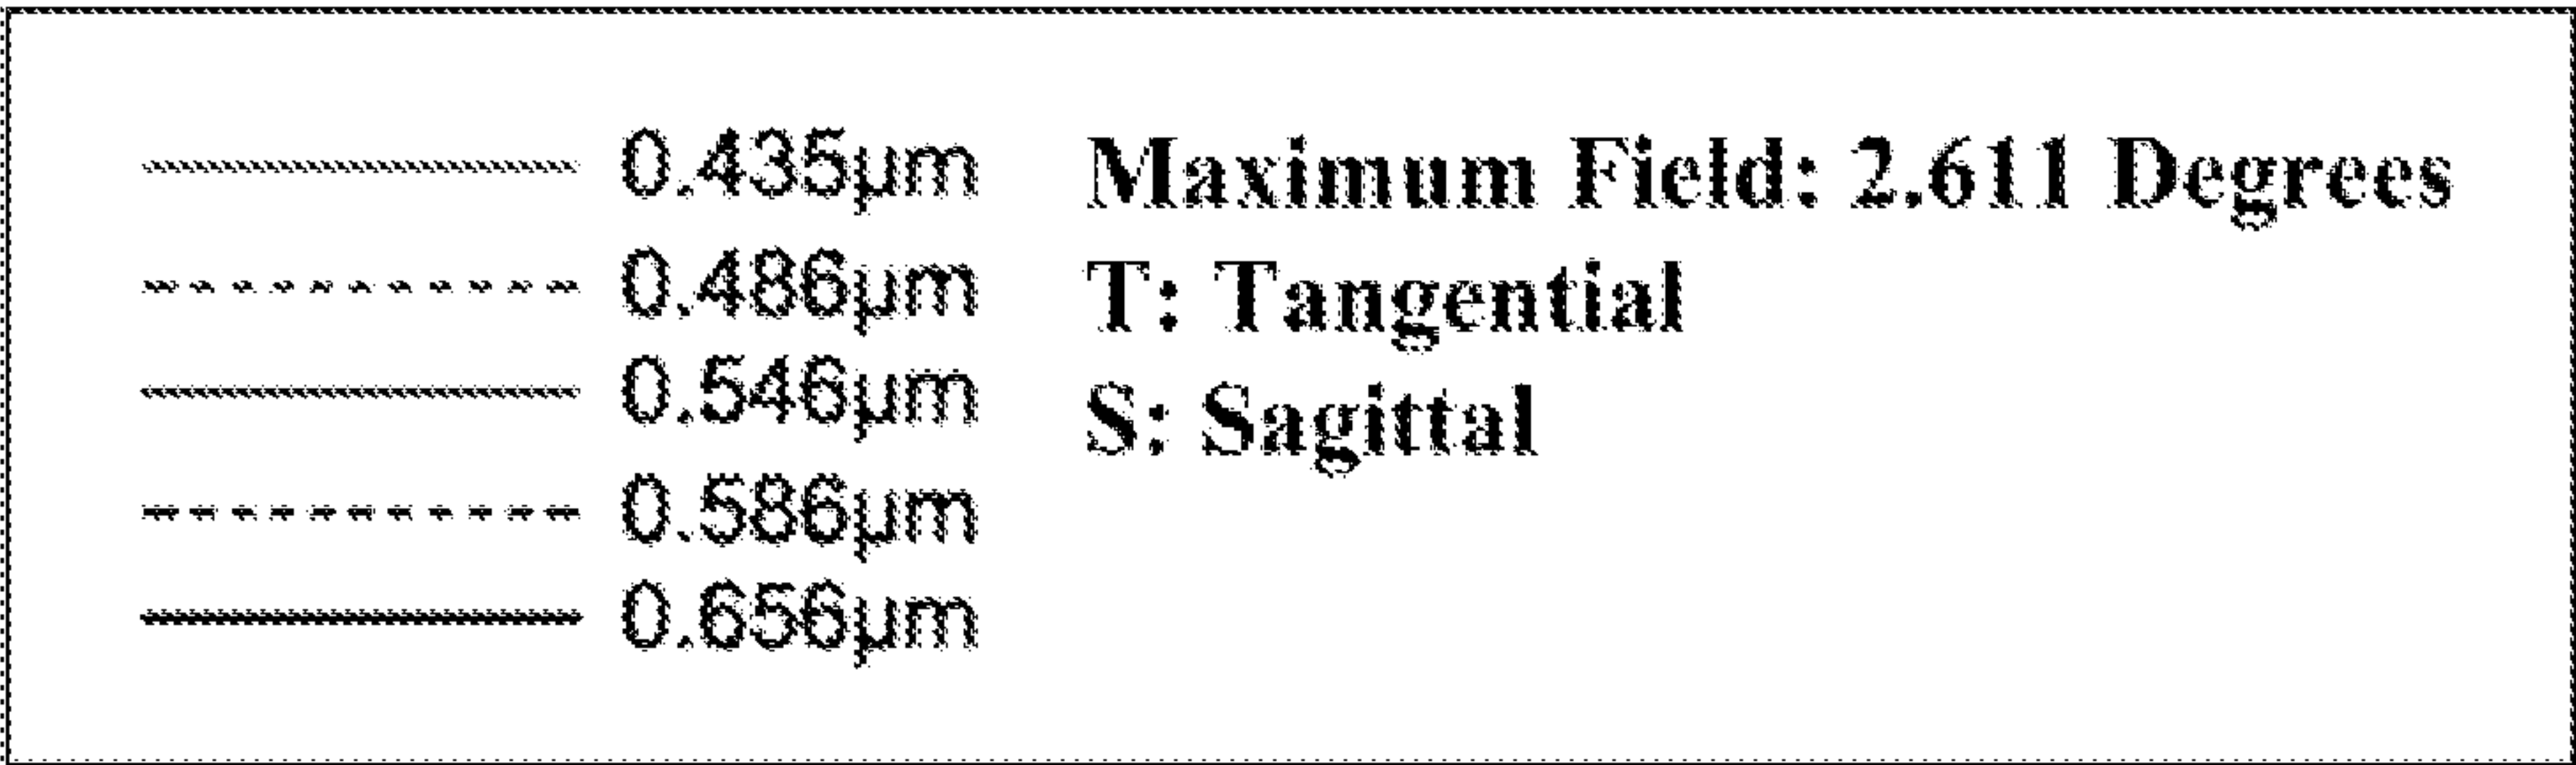 0.435µm
0.486µm
0.546µm
0.586µm
0.656µm
Maximum Field: 2.611 Degrees
T: Tangential
S: Sagittal